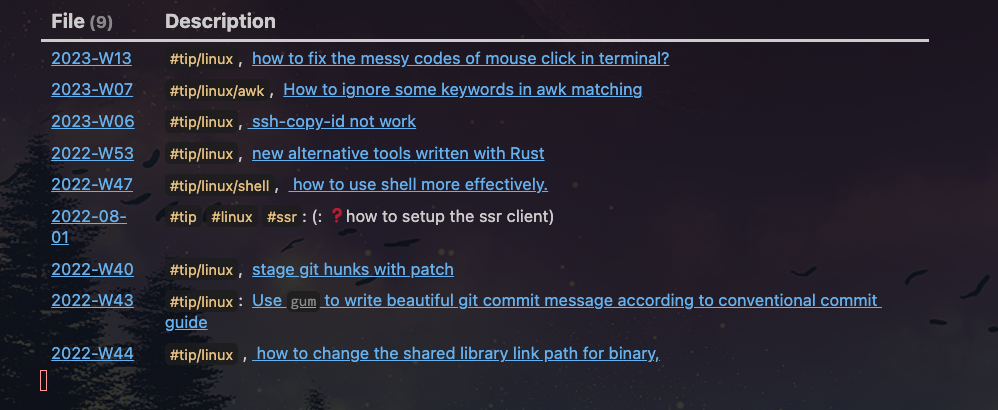 File (9) Description
2023-W13 #tip/linux , how to fix the messy codes of mouse click in terminal?
2023-W07 #tip/linux/awk , How to ignore some keywords in awk matching
2023-W06 #tip/linux , ssh-copy-id not work
2022-W53 #tip/linux , new alternative tools written with Rust
2022-W47 #tip/linux/shell , how to use shell more effectively.
2022-08- #tip #linux #ssr : (: ❓how to setup the ssr client)
01
2022-W40 #tip/linux , stage git hunks with patch
2022-W43 #tip/linux : Use gum to write beautiful git commit message according to conventional commit
guide
2022-W44 #tip/linux , how to change the shared library link path for binary,